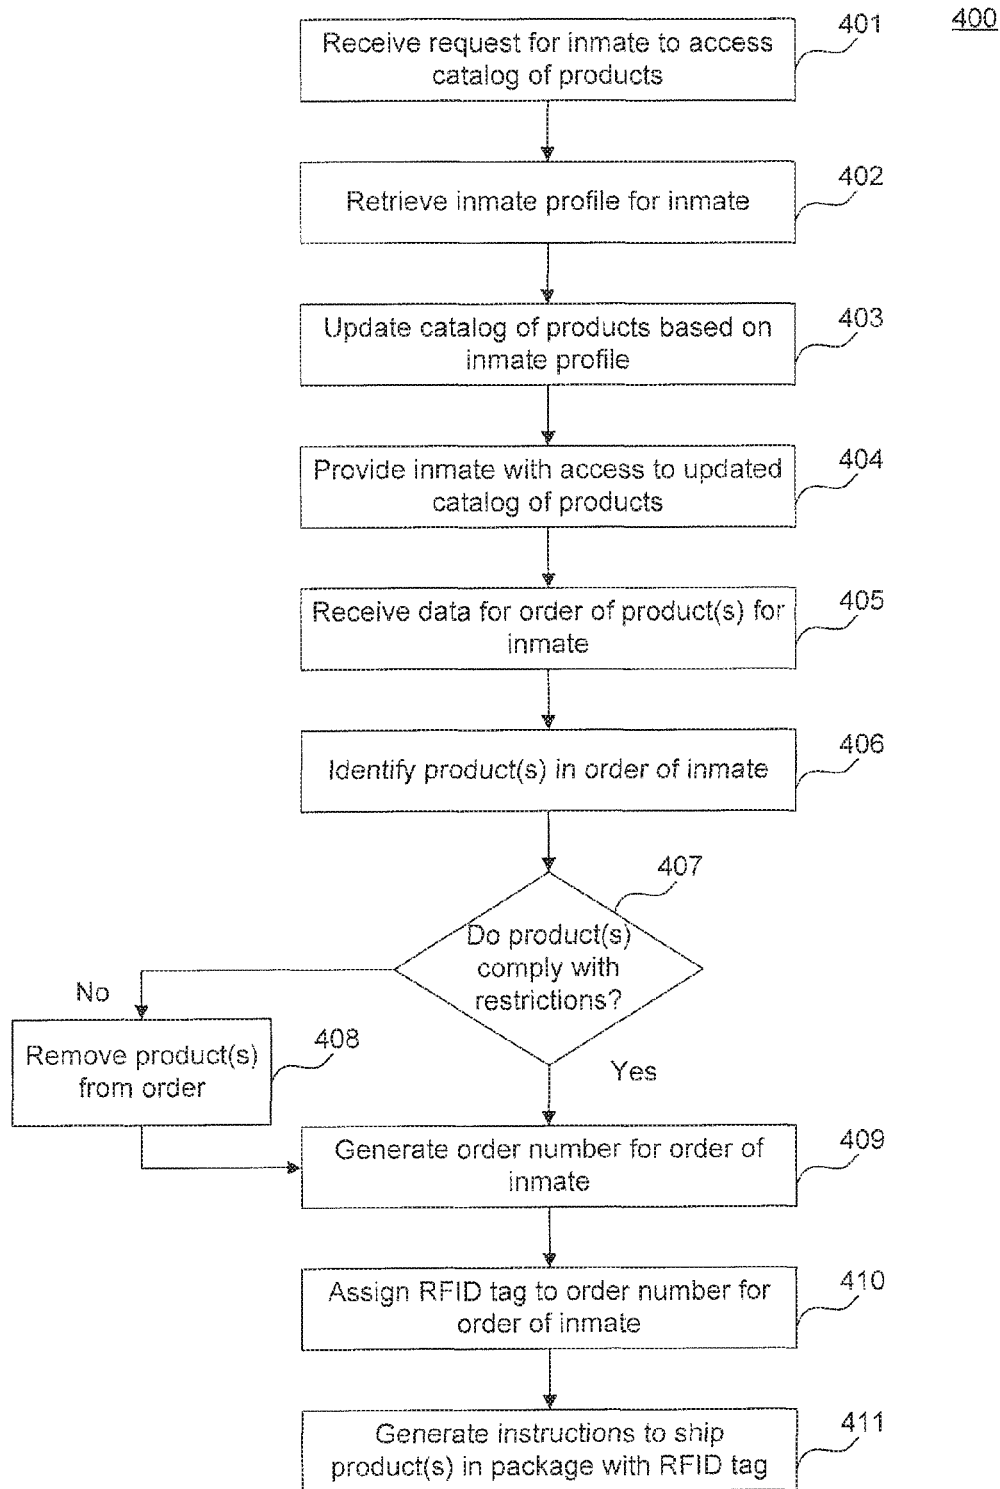 400
401
Receive request for inmate to access
catalog of products
402
Retrieve inmate profile for inmate
403
Update catalog of products based on
inmate profile
404
Provide inmate with access to updated
catalog of products
405
Receive data for order of product(s) for
inmate
406
Identify product(s) in order of inmate
407
Do product(s)
comply with
restrictions?
No
Yes
408
Remove product(s)
from order
409
Generate order number for order of
inmate
410
Assign RFID tag to order number for
order of inmate
411
Generate instructions to ship
product(s) in package with RFID tag